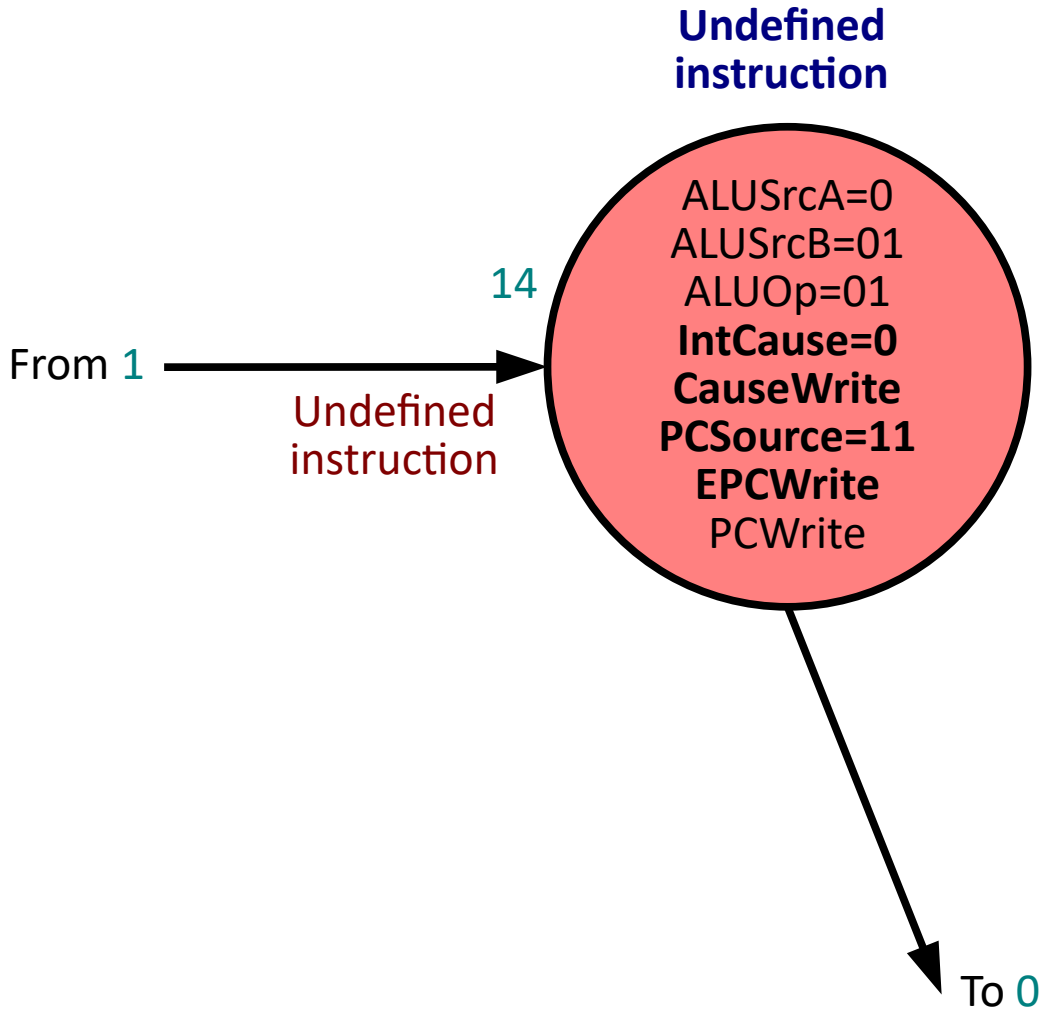 Undefined
instruction
ALUSrcA=0
ALUSrcB=01
14
ALUOp=01
IntCause=0
From 1
CauseWrite
Undefined
instruction
PCSource=11
EPCWrite
PCWrite
To 0